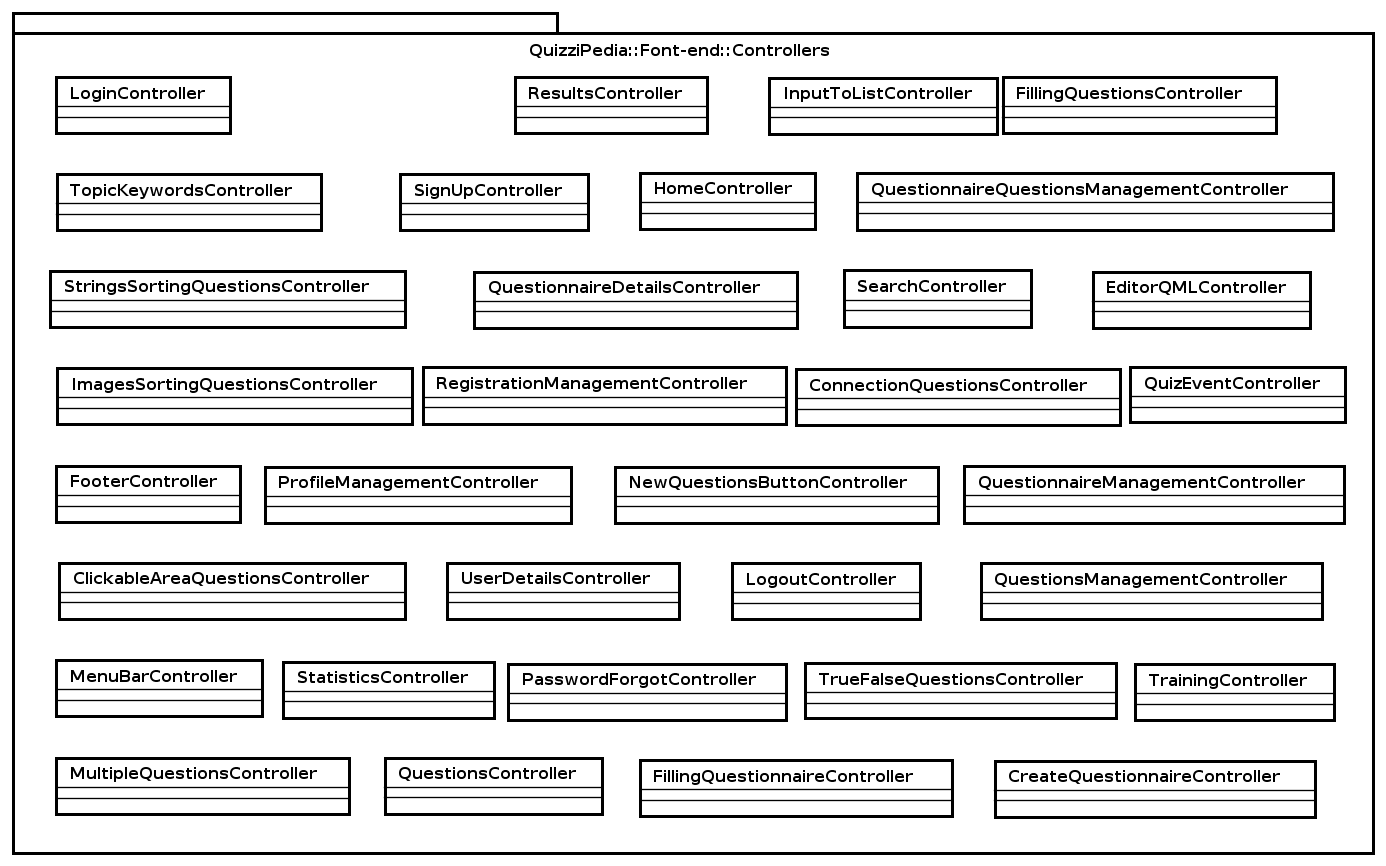 QuizziPedia::Font-end::Controllers
LoginController
ResultsController
InputToListController
FillingQuestionsController
TopicKeywordsController
SignUpController
HomeController
QuestionnaireQuestionsManagementController
StringsSortingQuestionsController
QuestionnaireDetailsController
SearchController
EditorQMLController
ImagesSortingQuestionsController
RegistrationManagementController
ConnectionQuestionsController
QuizEventController
FooterController
ProfileManagementController
NewQuestionsButtonController
QuestionnaireManagementController
ClickableAreaQuestionsController
UserDetailsController
LogoutController
QuestionsManagementController
MenuBarController
StatisticsController
PasswordForgotController
TrueFalseQuestionsController
TrainingController
MultipleQuestionsController
QuestionsController
FillingQuestionnaireController
CreateQuestionnaireController